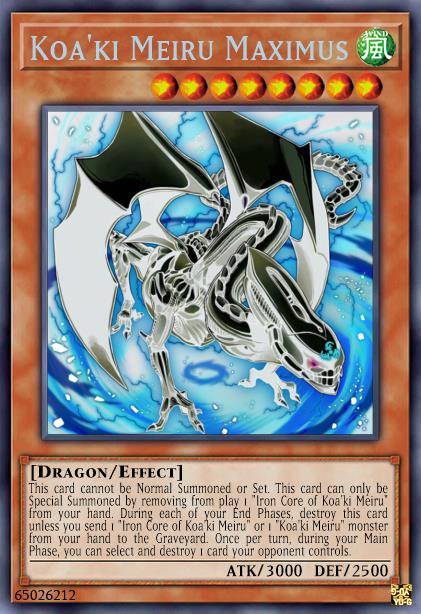 Koa'ki Meiru Maximus
WIND
風
[Dragon/Effect]
This card cannot be Normal Summoned or Set. This card can only be
Special Summoned by removing from play 1 "Iron Core of Koa'ki Meiru"
from your hand. During each of your End Phases, destroy this card
unless you send 1 "Iron Core of Koa'ki Meiru" or 1 "Koa'ki Meiru" monster
from your hand to the Graveyard. Once per turn, during your Main
Phase, you can select and destroy 1 card your opponent controls.
ATK/3000 DEF/2500
65026212